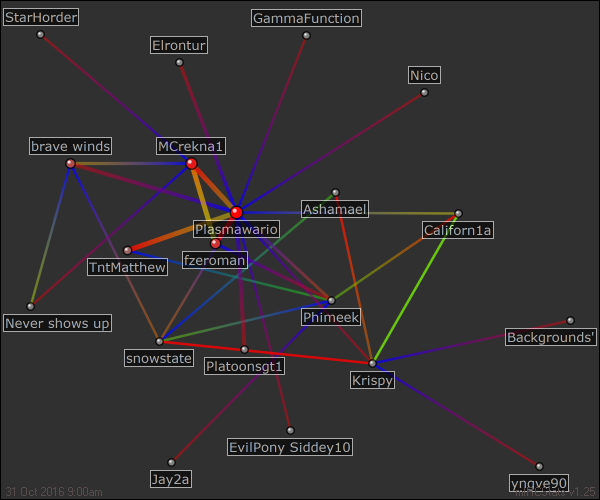 StarHorder
GammaFunction
Elrontur
Nico
brave winds
MCrekna1
Ashamael
Plasmawario
Californ1a
fzeroman
TntMatthew
Never shows up
Phimeek
Backgrounds'
snowstate
Platoonsgt1
Krispy
EvilPony Siddey10
Jay2a
yngve90
31 Oct 2016 9:00am